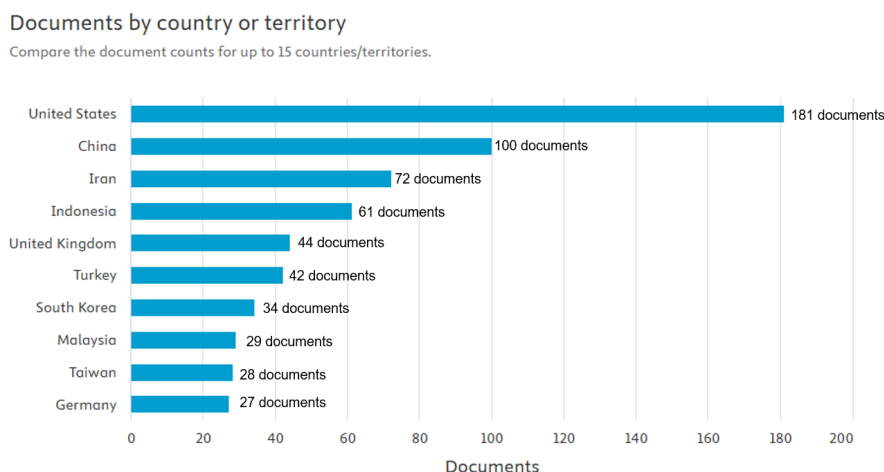 Documents by country or territory
Compare the document counts for up to 15 countries/territories.
United States 181 documents
China 100 documents
Iran 72 documents
Indonesia 61 documents
United Kingdom 44 documents
Turkey 42 documents
South Korea 34 documents
Malaysia 29 documents
Taiwan 28 documents
Germany 27 documents
0 20 40 60 80 100 120 140 160 180 200
Documents